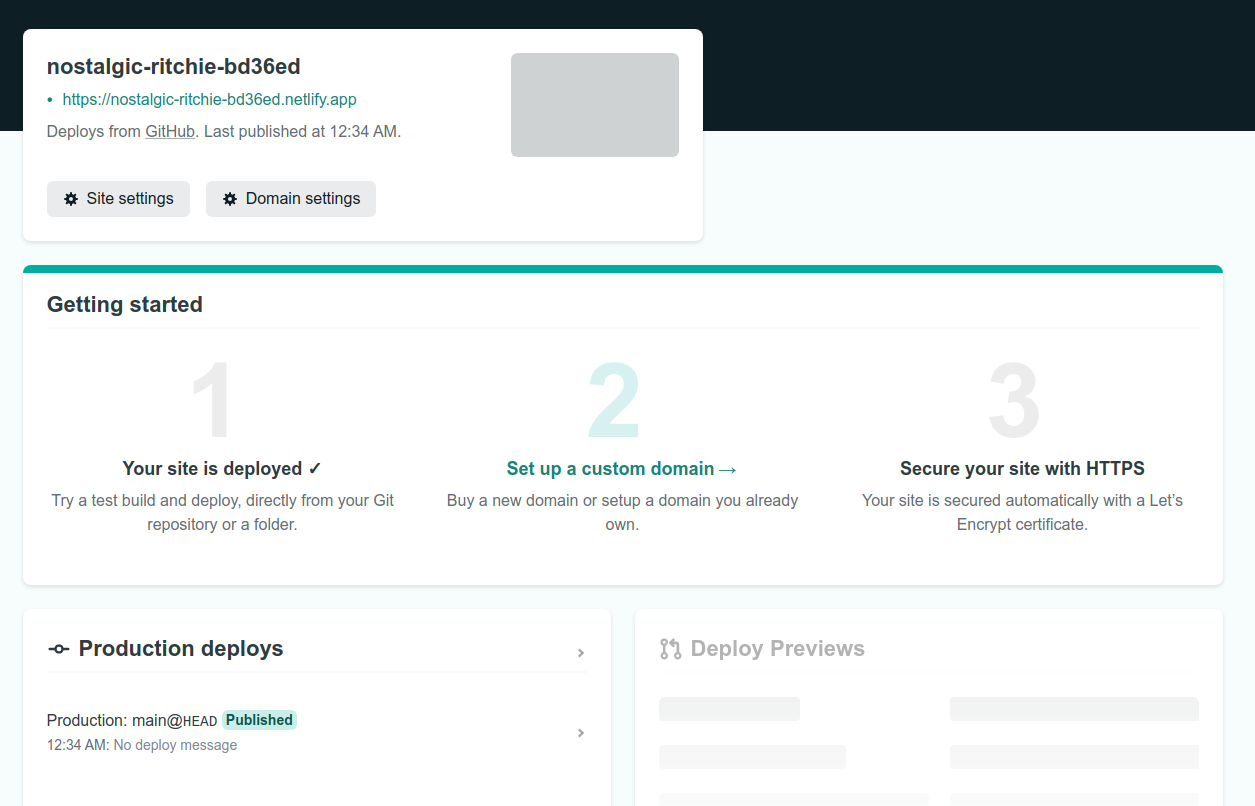 nostalgic-ritchie-bd36ed
• https://nostalgic-ritchie-bd36ed.netlify.app
Deploys from GitHub. Last published at 12:34 AM.
Site settings
Domain settings
Getting started
1
Your site is deployed ✓
Try a test build and deploy, directly from your Git
repository or a folder.
2
Set up a custom domain →
Buy a new domain or setup a domain you already
own.
3
Secure your site with HTTPS
Your site is secured automatically with a Let’s
Encrypt certificate.
Production deploys
Production: main@HEAD Published
12:34 AM: No deploy message
Deploy Previews